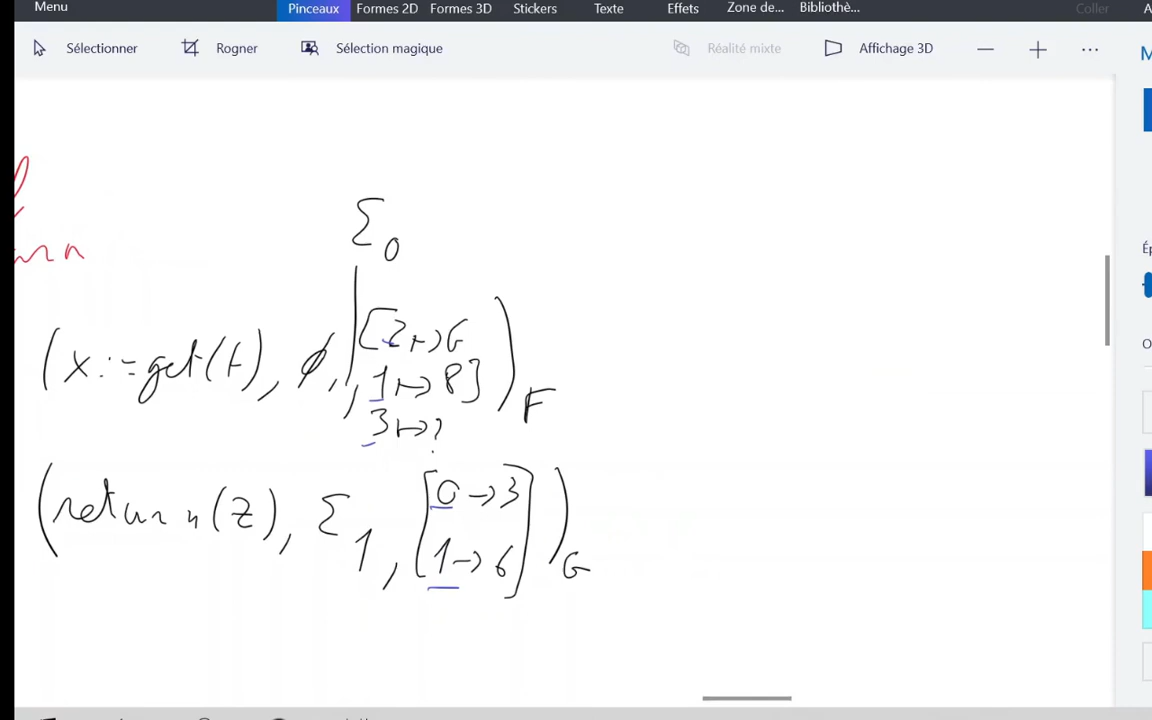 Menu Pinceaux Formes 2D Formes 3D Stickers Texte Effets Zone de... Bibliothè... Coller
Sélectionner Rogner Sélection magique Réalité mixte Affichage 3D
Σ0
(x := get(t), ∅, , [2 ↦ 6
1 ↦ 8]
3 ↦ ?
)F
(return(z), Σ1, [0 → 3
1 → 6]
)G